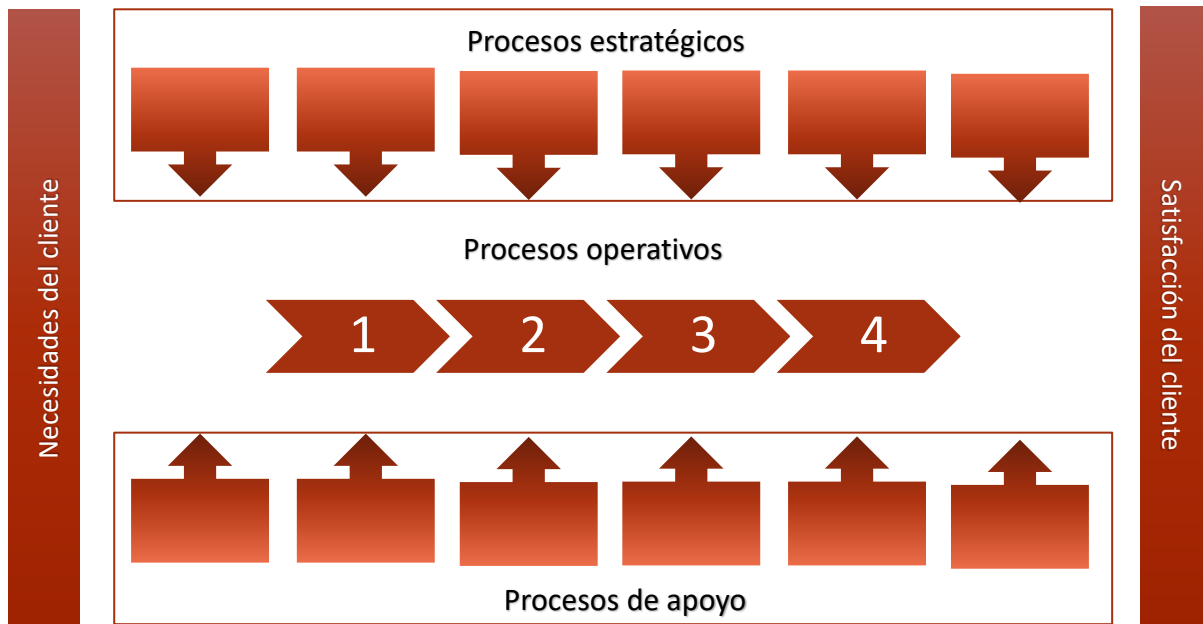 Necesidades del cliente
Procesos estratégicos
Procesos operativos
1
2
3
4
Procesos de apoyo
Satisfacción del cliente